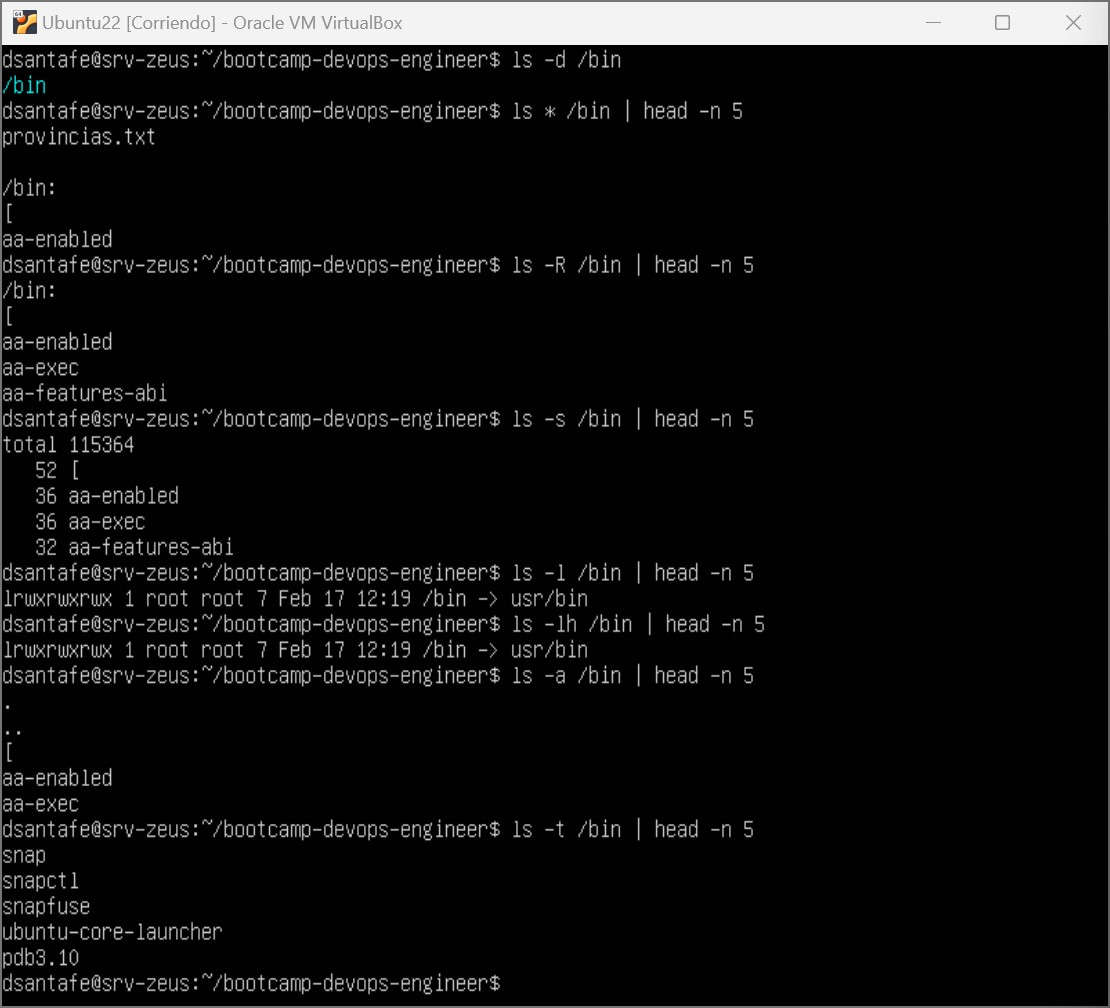 Ubuntu22 [Corriendo] - Oracle VM VirtualBox
dsantafe@srv-zeus:~/bootcamp-devops-engineer$ ls -d /bin
/bin
dsantafe@srv-zeus:~/bootcamp-devops-engineer$ ls * /bin | head -n 5
provincias.txt

/bin:
[
aa-enabled
dsantafe@srv-zeus:~/bootcamp-devops-engineer$ ls -R /bin | head -n 5
/bin:
[
aa-enabled
aa-exec
aa-features-abi
dsantafe@srv-zeus:~/bootcamp-devops-engineer$ ls -s /bin | head -n 5
total 115364
   52 [
   36 aa-enabled
   36 aa-exec
   32 aa-features-abi
dsantafe@srv-zeus:~/bootcamp-devops-engineer$ ls -l /bin | head -n 5
lrwxrwxrwx 1 root root 7 Feb 17 12:19 /bin -> usr/bin
dsantafe@srv-zeus:~/bootcamp-devops-engineer$ ls -lh /bin | head -n 5
lrwxrwxrwx 1 root root 7 Feb 17 12:19 /bin -> usr/bin
dsantafe@srv-zeus:~/bootcamp-devops-engineer$ ls -a /bin | head -n 5
.
..
[
aa-enabled
aa-exec
dsantafe@srv-zeus:~/bootcamp-devops-engineer$ ls -t /bin | head -n 5
snap
snapctl
snapfuse
ubuntu-core-launcher
pdb3.10
dsantafe@srv-zeus:~/bootcamp-devops-engineer$